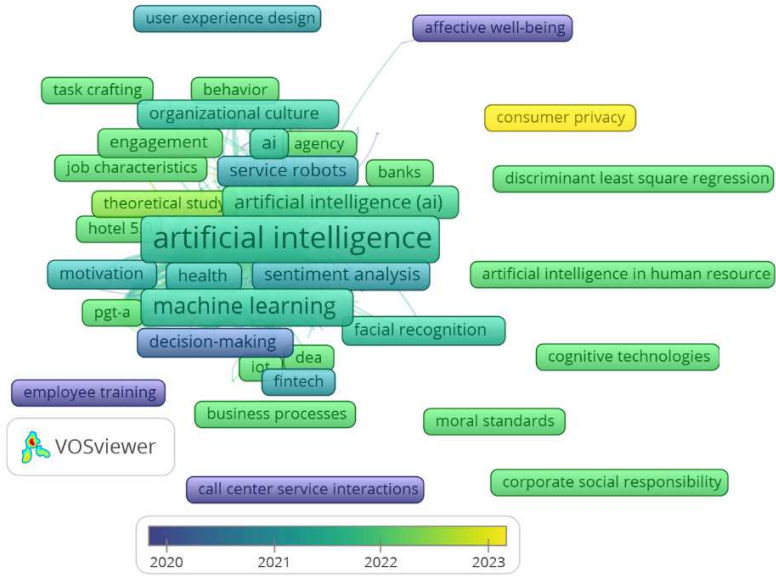 user experience design
affective well-being
task crafting
behavior
organizational culture
consumer privacy
engagement
ai
agency
job characteristics
service robots
banks
discriminant least square regression
theoretical study
artificial intelligence (ai)
hotel 5.0
artificial intelligence
motivation
health
sentiment analysis
artificial intelligence in human resource
pgt-a
machine learning
facial recognition
decision-making
iot
dea
cognitive technologies
fintech
employee training
business processes
moral standards
VOSviewer
call center service interactions
corporate social responsibility
2020
2021
2022
2023